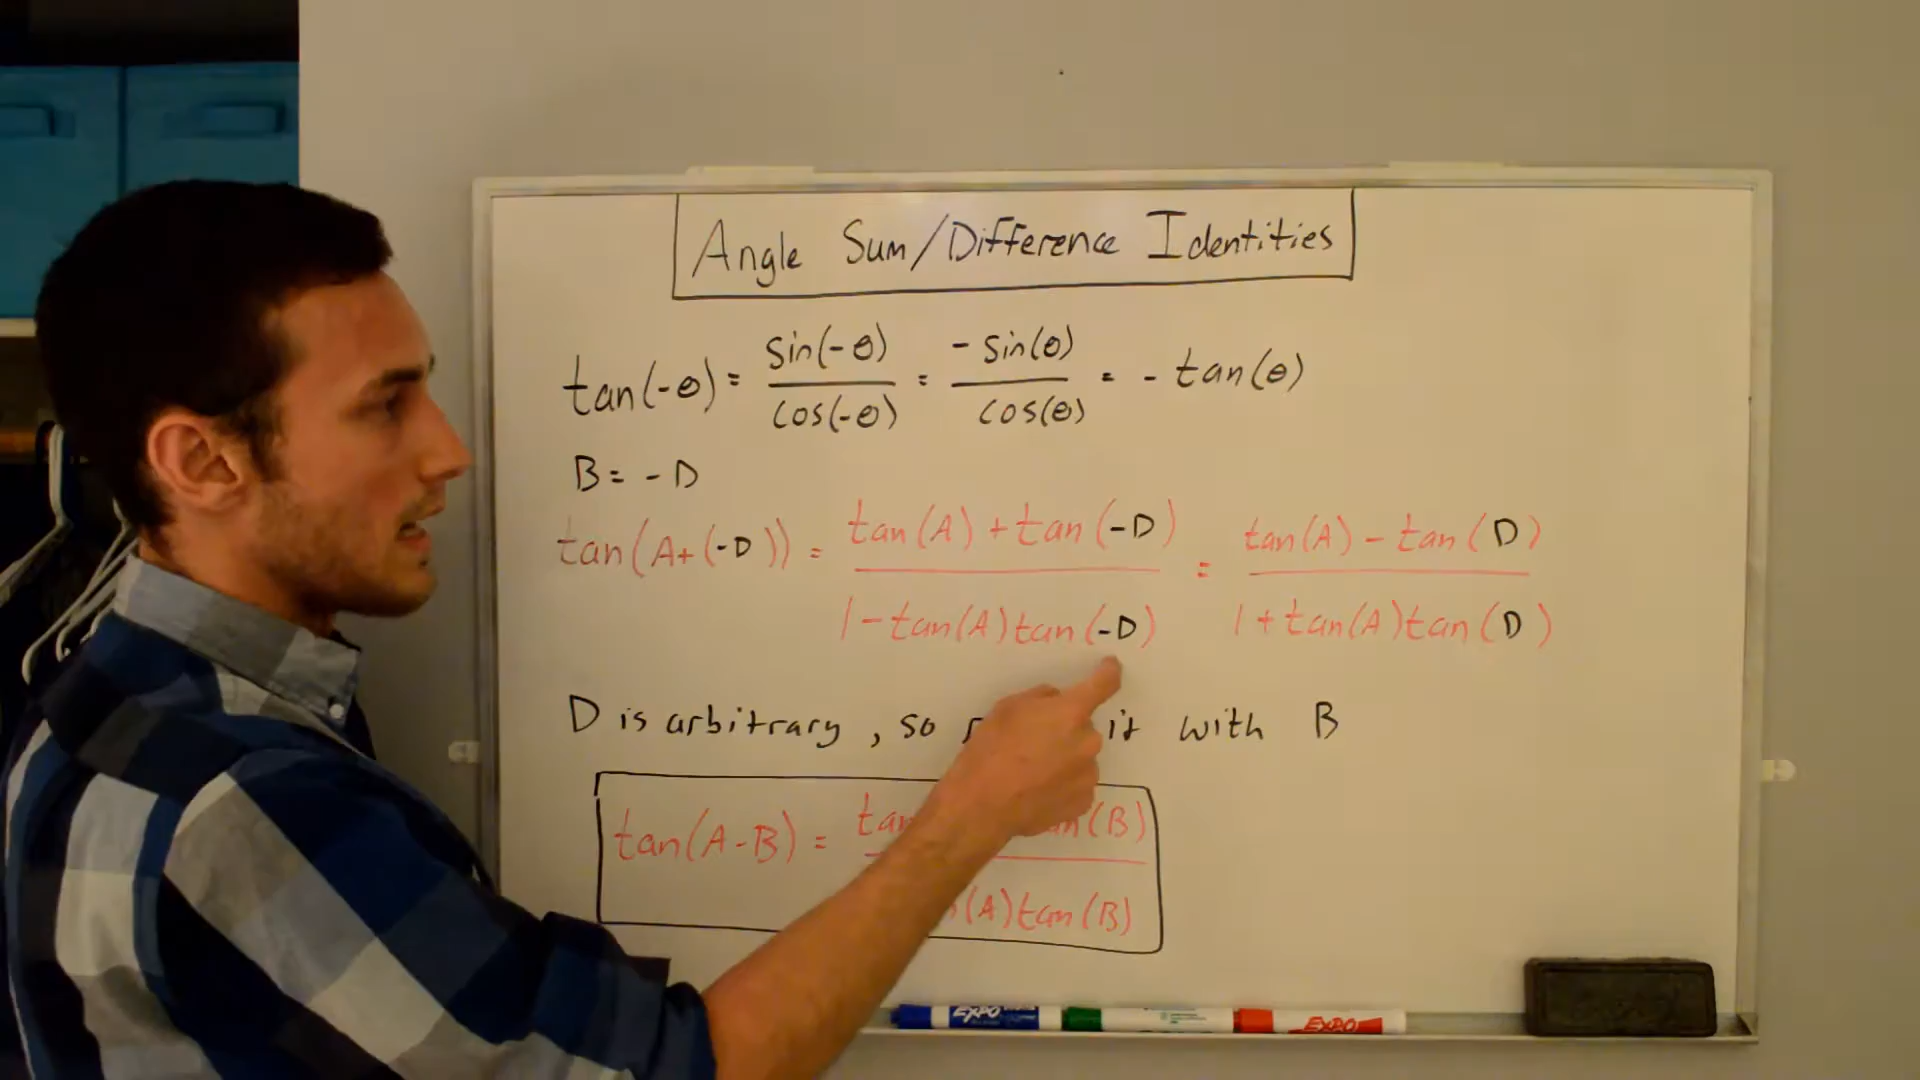 Angle Sum/Difference Identities
tan(-θ) = sin(-θ)/cos(-θ) = -sin(θ)/cos(θ) = -tan(θ)
B = -D
tan(A+(-D)) = tan(A)+tan(-D)/1-tan(A)tan(-D) = tan(A)-tan(D)/1+tan(A)tan(D)
D is arbitrary, so it with B
tan(A-B) = (B)/(A)tan(B)
EXPO
EXPO